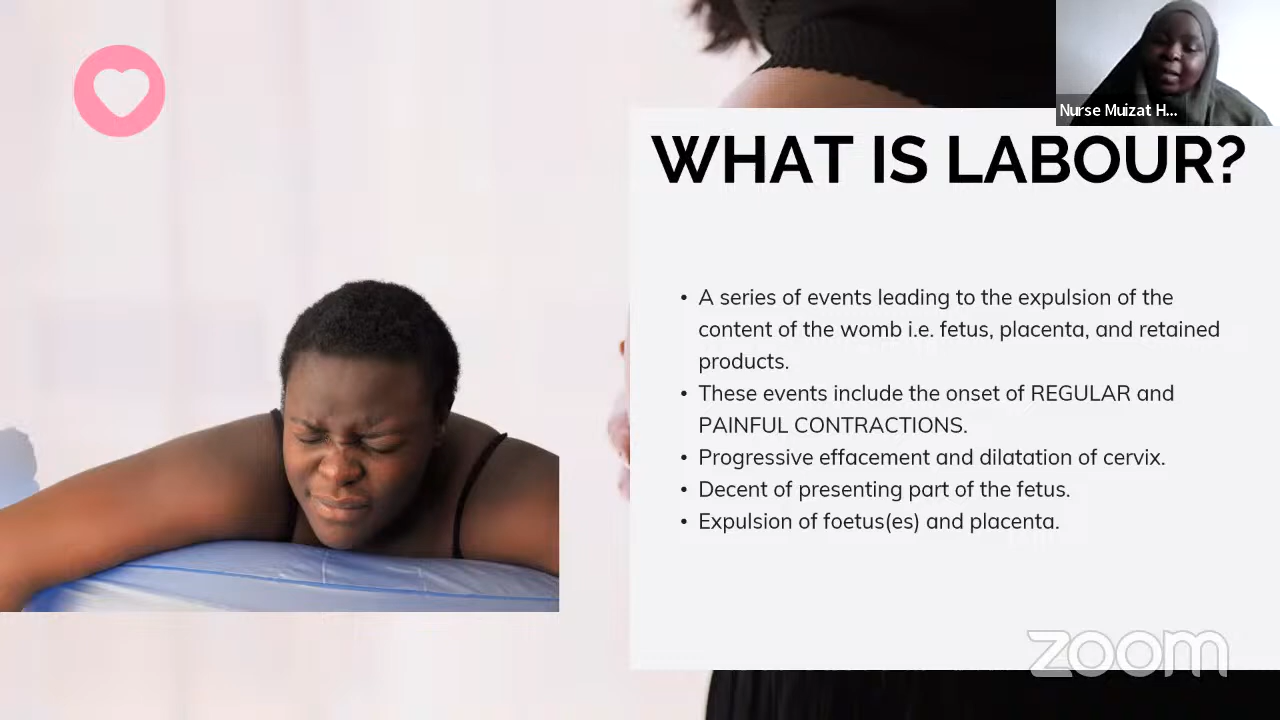 Nurse Muizat H...
WHAT IS LABOUR?
• A series of events leading to the expulsion of the
content of the womb i.e. fetus, placenta, and retained
products.
• These events include the onset of REGULAR and
PAINFUL CONTRACTIONS.
• Progressive effacement and dilatation of cervix.
• Decent of presenting part of the fetus.
• Expulsion of foetus(es) and placenta.
zoom